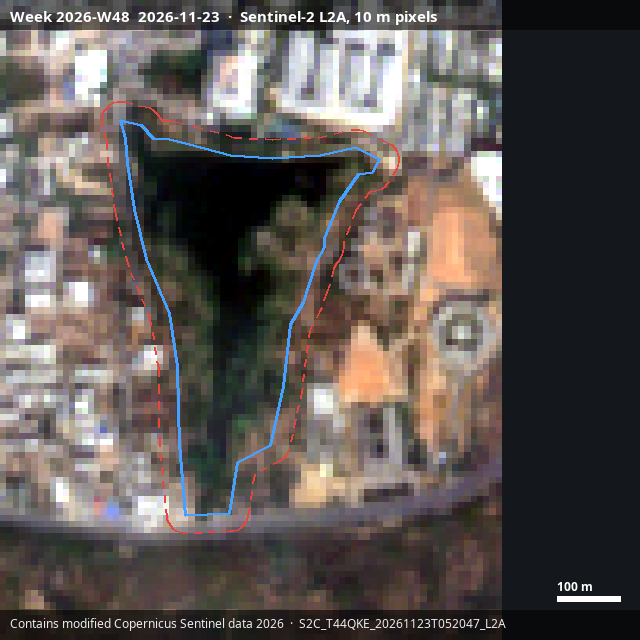 Week 2026-W48  2026-11-23  ·  Sentinel-2 L2A, 10 m pixels
100 m
Contains modified Copernicus Sentinel data 2026  ·  S2C_T44QKE_20261123T052047_L2A